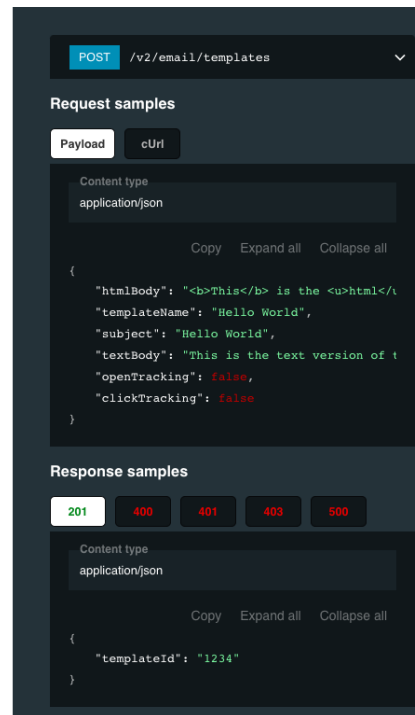 POST /v2/email/templates
Request samples
Payload cUrl
Content type
application/json
Copy Expand all Collapse all
{
"htmlBody": "<b>This</b> is the <u>html</u
"templateName": "Hello World",
"subject": "Hello World",
"textBody": "This is the text version of t
"openTracking": false,
"clickTracking": false
}
Response samples
201 400 401 403 500
Content type
application/json
Copy Expand all Collapse all
{
"templateId": "1234"
}